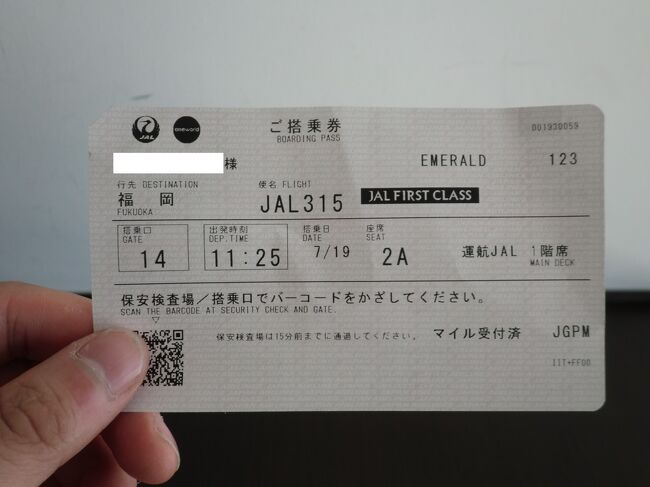 JAL oneworld ご搭乗券 001930059
BOARDING PASS
様 EMERALD 123
行先 DESTINATION 便名 FLIGHT
福岡 JAL315 JAL FIRST CLASS
FUKUOKA
搭乗口 出発時刻 搭乗日 座席
GATE DEP.TIME DATE SEAT
14 11:25 7/19 2A 運航JAL 1階席
MAIN DECK
保安検査場/搭乗口でバーコードをかざしてください。
SCAN THE BARCODE AT SECURITY CHECK AND GATE.
保安検査場は15分前までに通過してください。 マイル受付済 JGPM